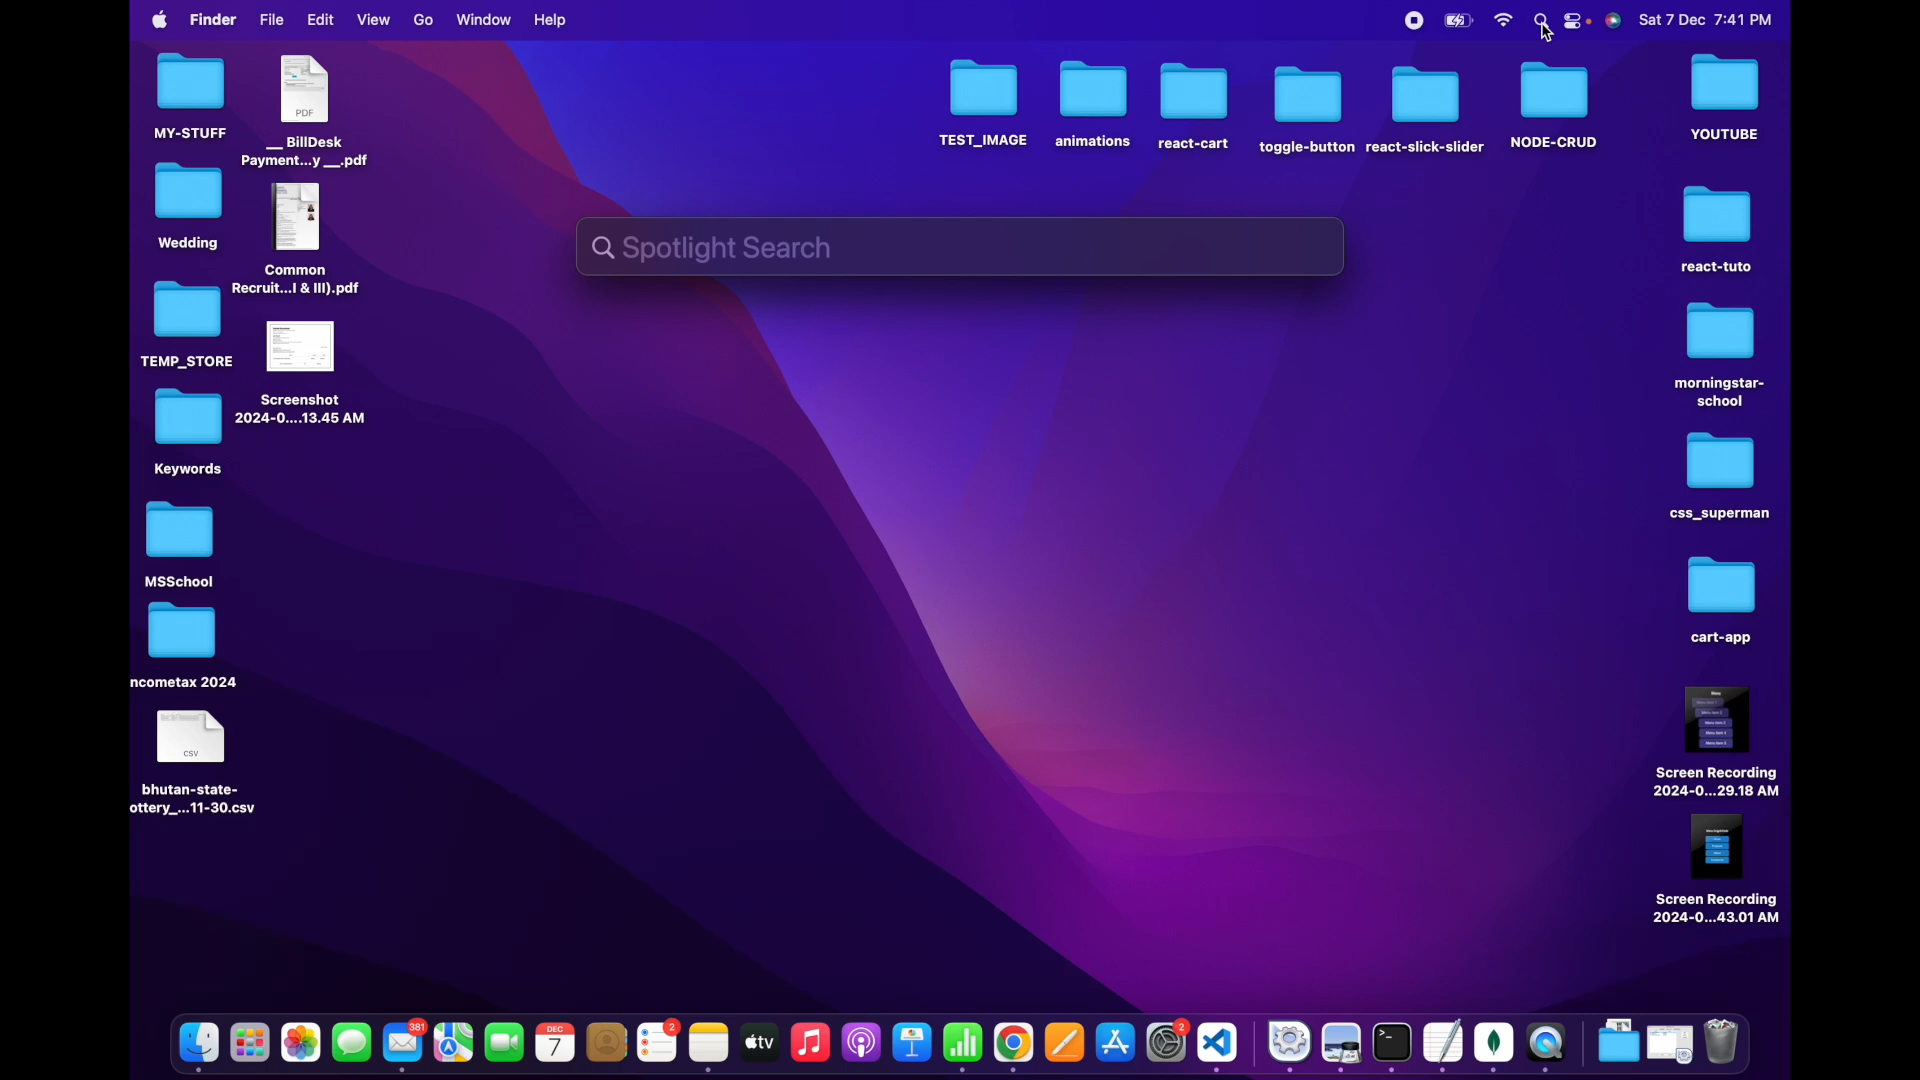 Finder File Edit View Go Window Help Sat 7 Dec 7:41 PM
MY-STUFF
PDF
__ BillDesk
Payment...y __.pdf
TEST_IMAGE
animations
react-cart
toggle-button
react-slick-slider
NODE-CRUD
YOUTUBE
Wedding
Common
Recruit...I & III).pdf
Spotlight Search
react-tuto
TEMP_STORE
Screenshot
2024-0....13.45 AM
morningstar-
school
Keywords
css_superman
MSSchool
cart-app
ncometax 2024
CSV
bhutan-state-
ottery_...11-30.csv
Screen Recording
2024-0...29.18 AM
Screen Recording
2024-0...43.01 AM
381
DEC
7
2
tv
2